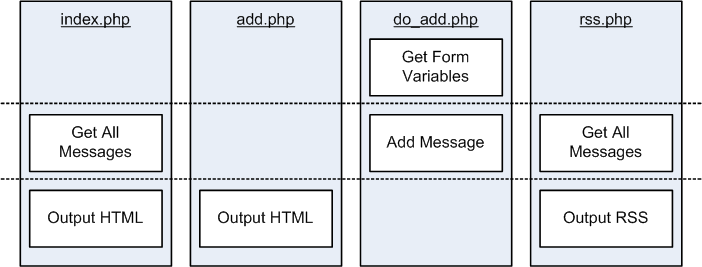 index.php
add.php
do_add.php
rss.php
Get Form
Variables
Get All
Messages
Add Message
Get All
Messages
Output HTML
Output HTML
Output RSS